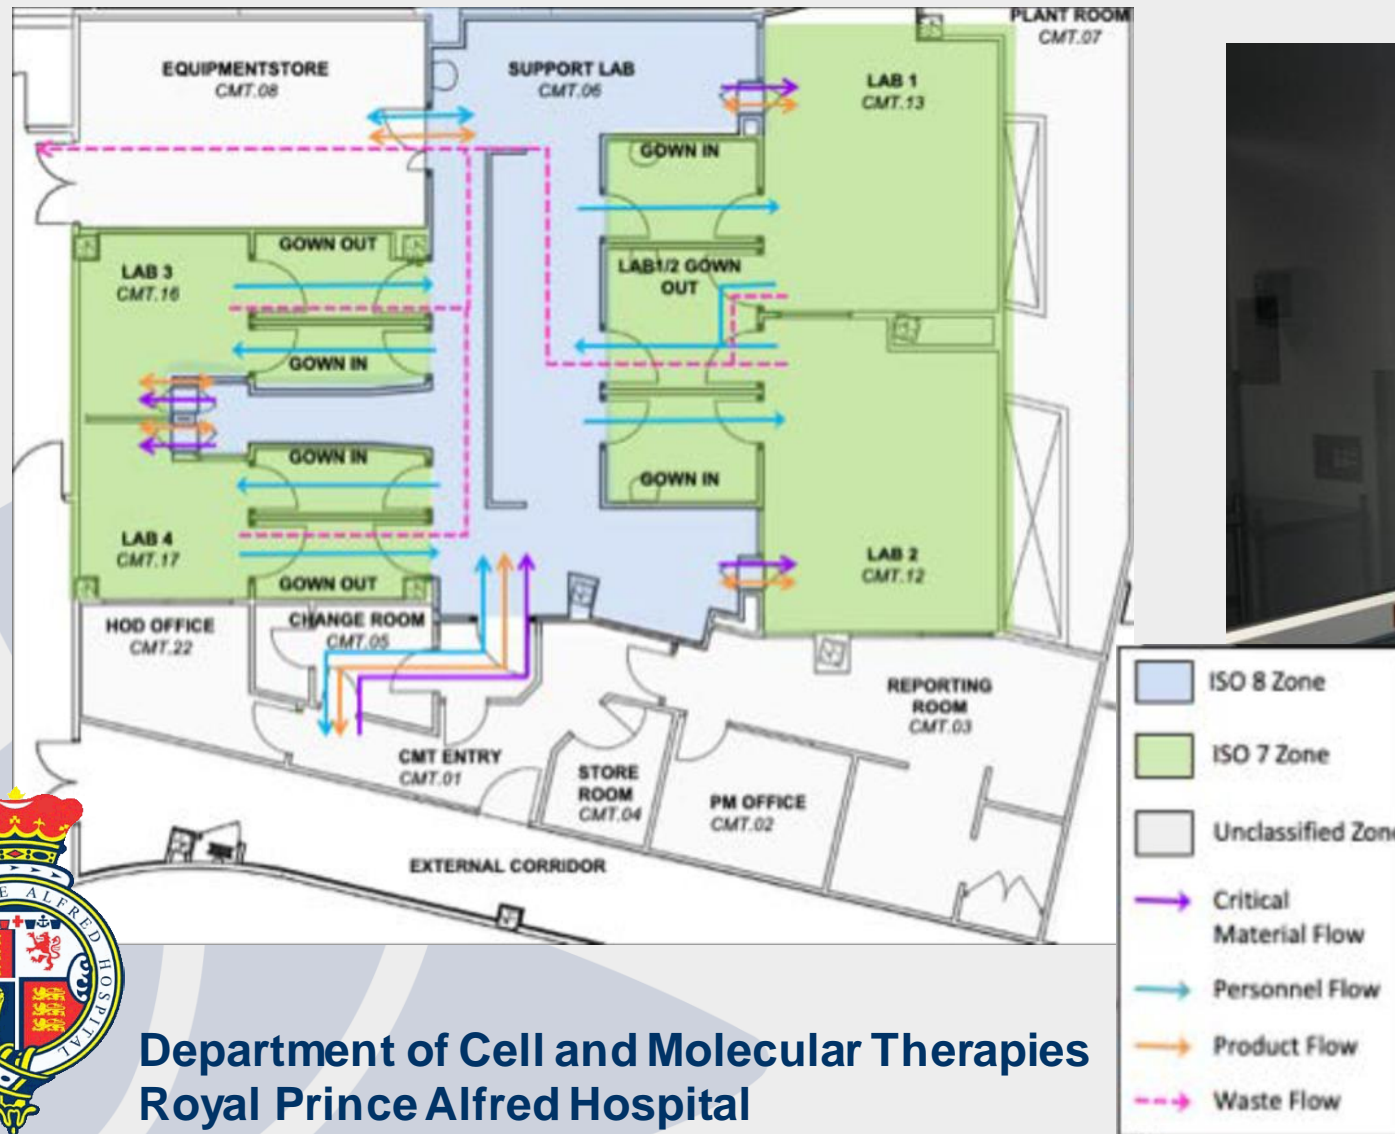 PLANT ROOM
CMT.07
EQUIPMENTSTORE
CMT.08
SUPPORT LAB
CMT.06
LAB 1
CMT.13
GOWN IN
GOWN OUT
LAB1/2 GOWN
OUT
LAB 3
CMT.16
GOWN IN
GOWN IN
GOWN IN
LAB 4
CMT.17
LAB 2
CMT.12
GOWN OUT
HOD OFFICE
CMT.22
CHANGE ROOM
CMT.05
REPORTING
ROOM
CMT.03
CMT ENTRY
CMT.01
STORE
ROOM
CMT.04
PM OFFICE
CMT.02
EXTERNAL CORRIDOR
ISO 8 Zone
ISO 7 Zone
Unclassified Zone
Critical
Material Flow
Personnel Flow
Product Flow
Waste Flow
E ALFRED HOSPITAL
Department of Cell and Molecular Therapies
Royal Prince Alfred Hospital